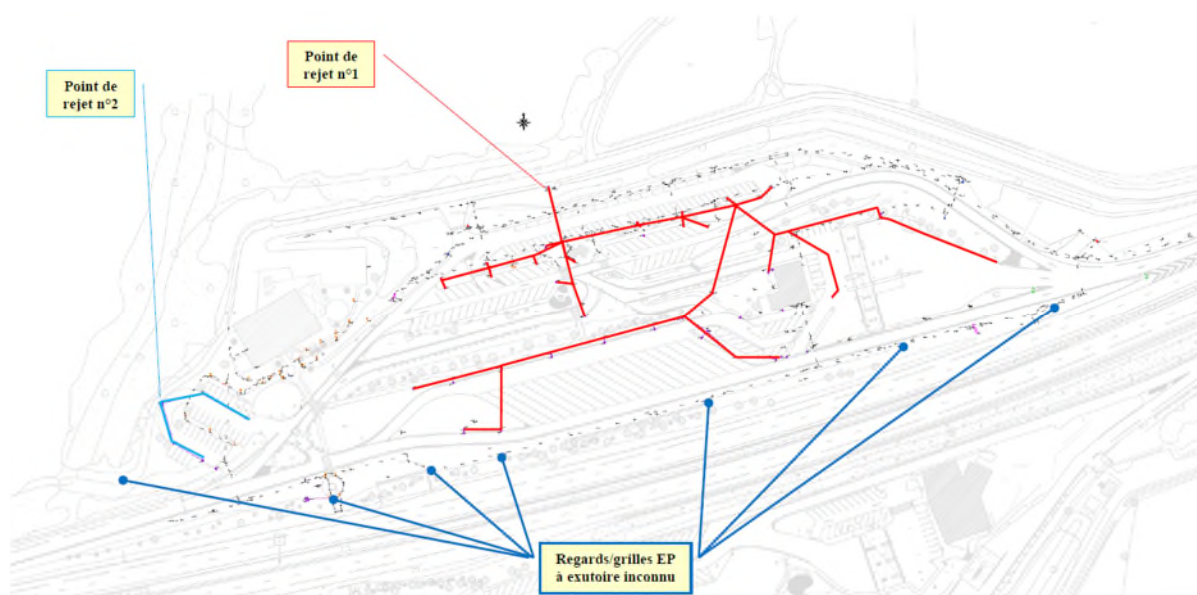 Point de
rejet n°1
Point de
rejet n°2
Regards/grilles EP
à exutoire inconnu